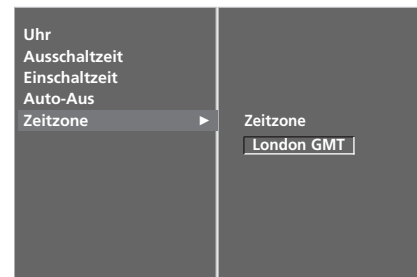 Uhr
Ausschaltzeit
Einschaltzeit
Auto-Aus
Zeitzone ►
Zeitzone
London GMT